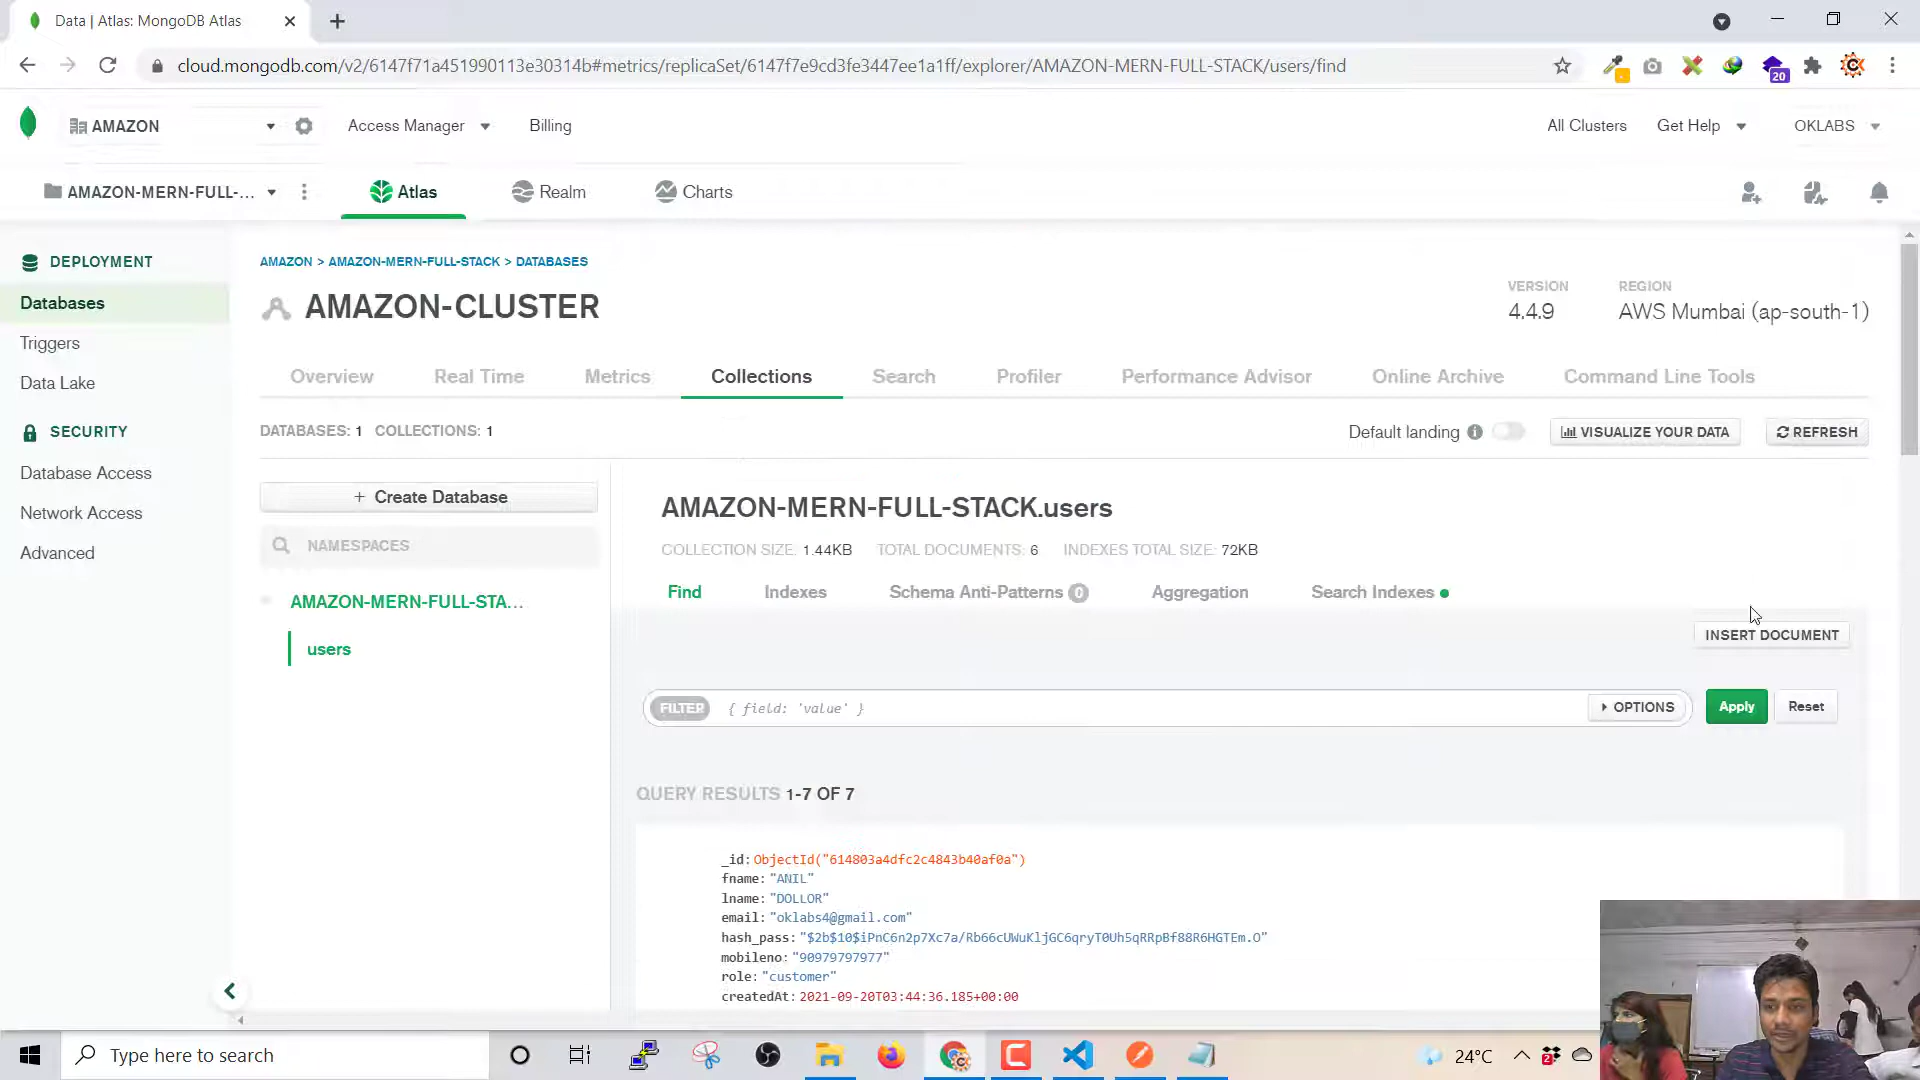 Data | Atlas: MongoDB Atlas
cloud.mongodb.com/v2/6147f71a451990113e30314b#metrics/replicaSet/6147f7e9cd3fe3447ee1a1ff/explorer/AMAZON-MERN-FULL-STACK/users/find
20
AMAZON
Access Manager
Billing
All Clusters
Get Help
OKLABS
AMAZON-MERN-FULL-...
Atlas
Realm
Charts
DEPLOYMENT
Databases
Triggers
Data Lake
SECURITY
Database Access
Network Access
Advanced
AMAZON > AMAZON-MERN-FULL-STACK > DATABASES
AMAZON-CLUSTER
VERSION
4.4.9
REGION
AWS Mumbai (ap-south-1)
Overview
Real Time
Metrics
Collections
Search
Profiler
Performance Advisor
Online Archive
Command Line Tools
DATABASES: 1 COLLECTIONS: 1
Default landing
VISUALIZE YOUR DATA
REFRESH
+ Create Database
NAMESPACES
AMAZON-MERN-FULL-STA...
users
AMAZON-MERN-FULL-STACK.users
COLLECTION SIZE: 1.44KB TOTAL DOCUMENTS: 6 INDEXES TOTAL SIZE: 72KB
Find
Indexes
Schema Anti-Patterns 0
Aggregation
Search Indexes
INSERT DOCUMENT
FILTER { field: 'value' }
OPTIONS
Apply
Reset
QUERY RESULTS 1-7 OF 7
_id: ObjectId("614803a4dfc2c4843b40af0a")
fname: "ANIL"
lname: "DOLLOR"
email: "oklabs4@gmail.com"
hash_pass: "$2b$10$iPnC6n2p7Xc7a/Rb66cUWuKljGC6qryT0Uh5qRRpBf88R6HGTEm.O"
mobileno: "90979797977"
role: "customer"
createdAt: 2021-09-20T03:44:36.185+00:00
Type here to search
24°C
2